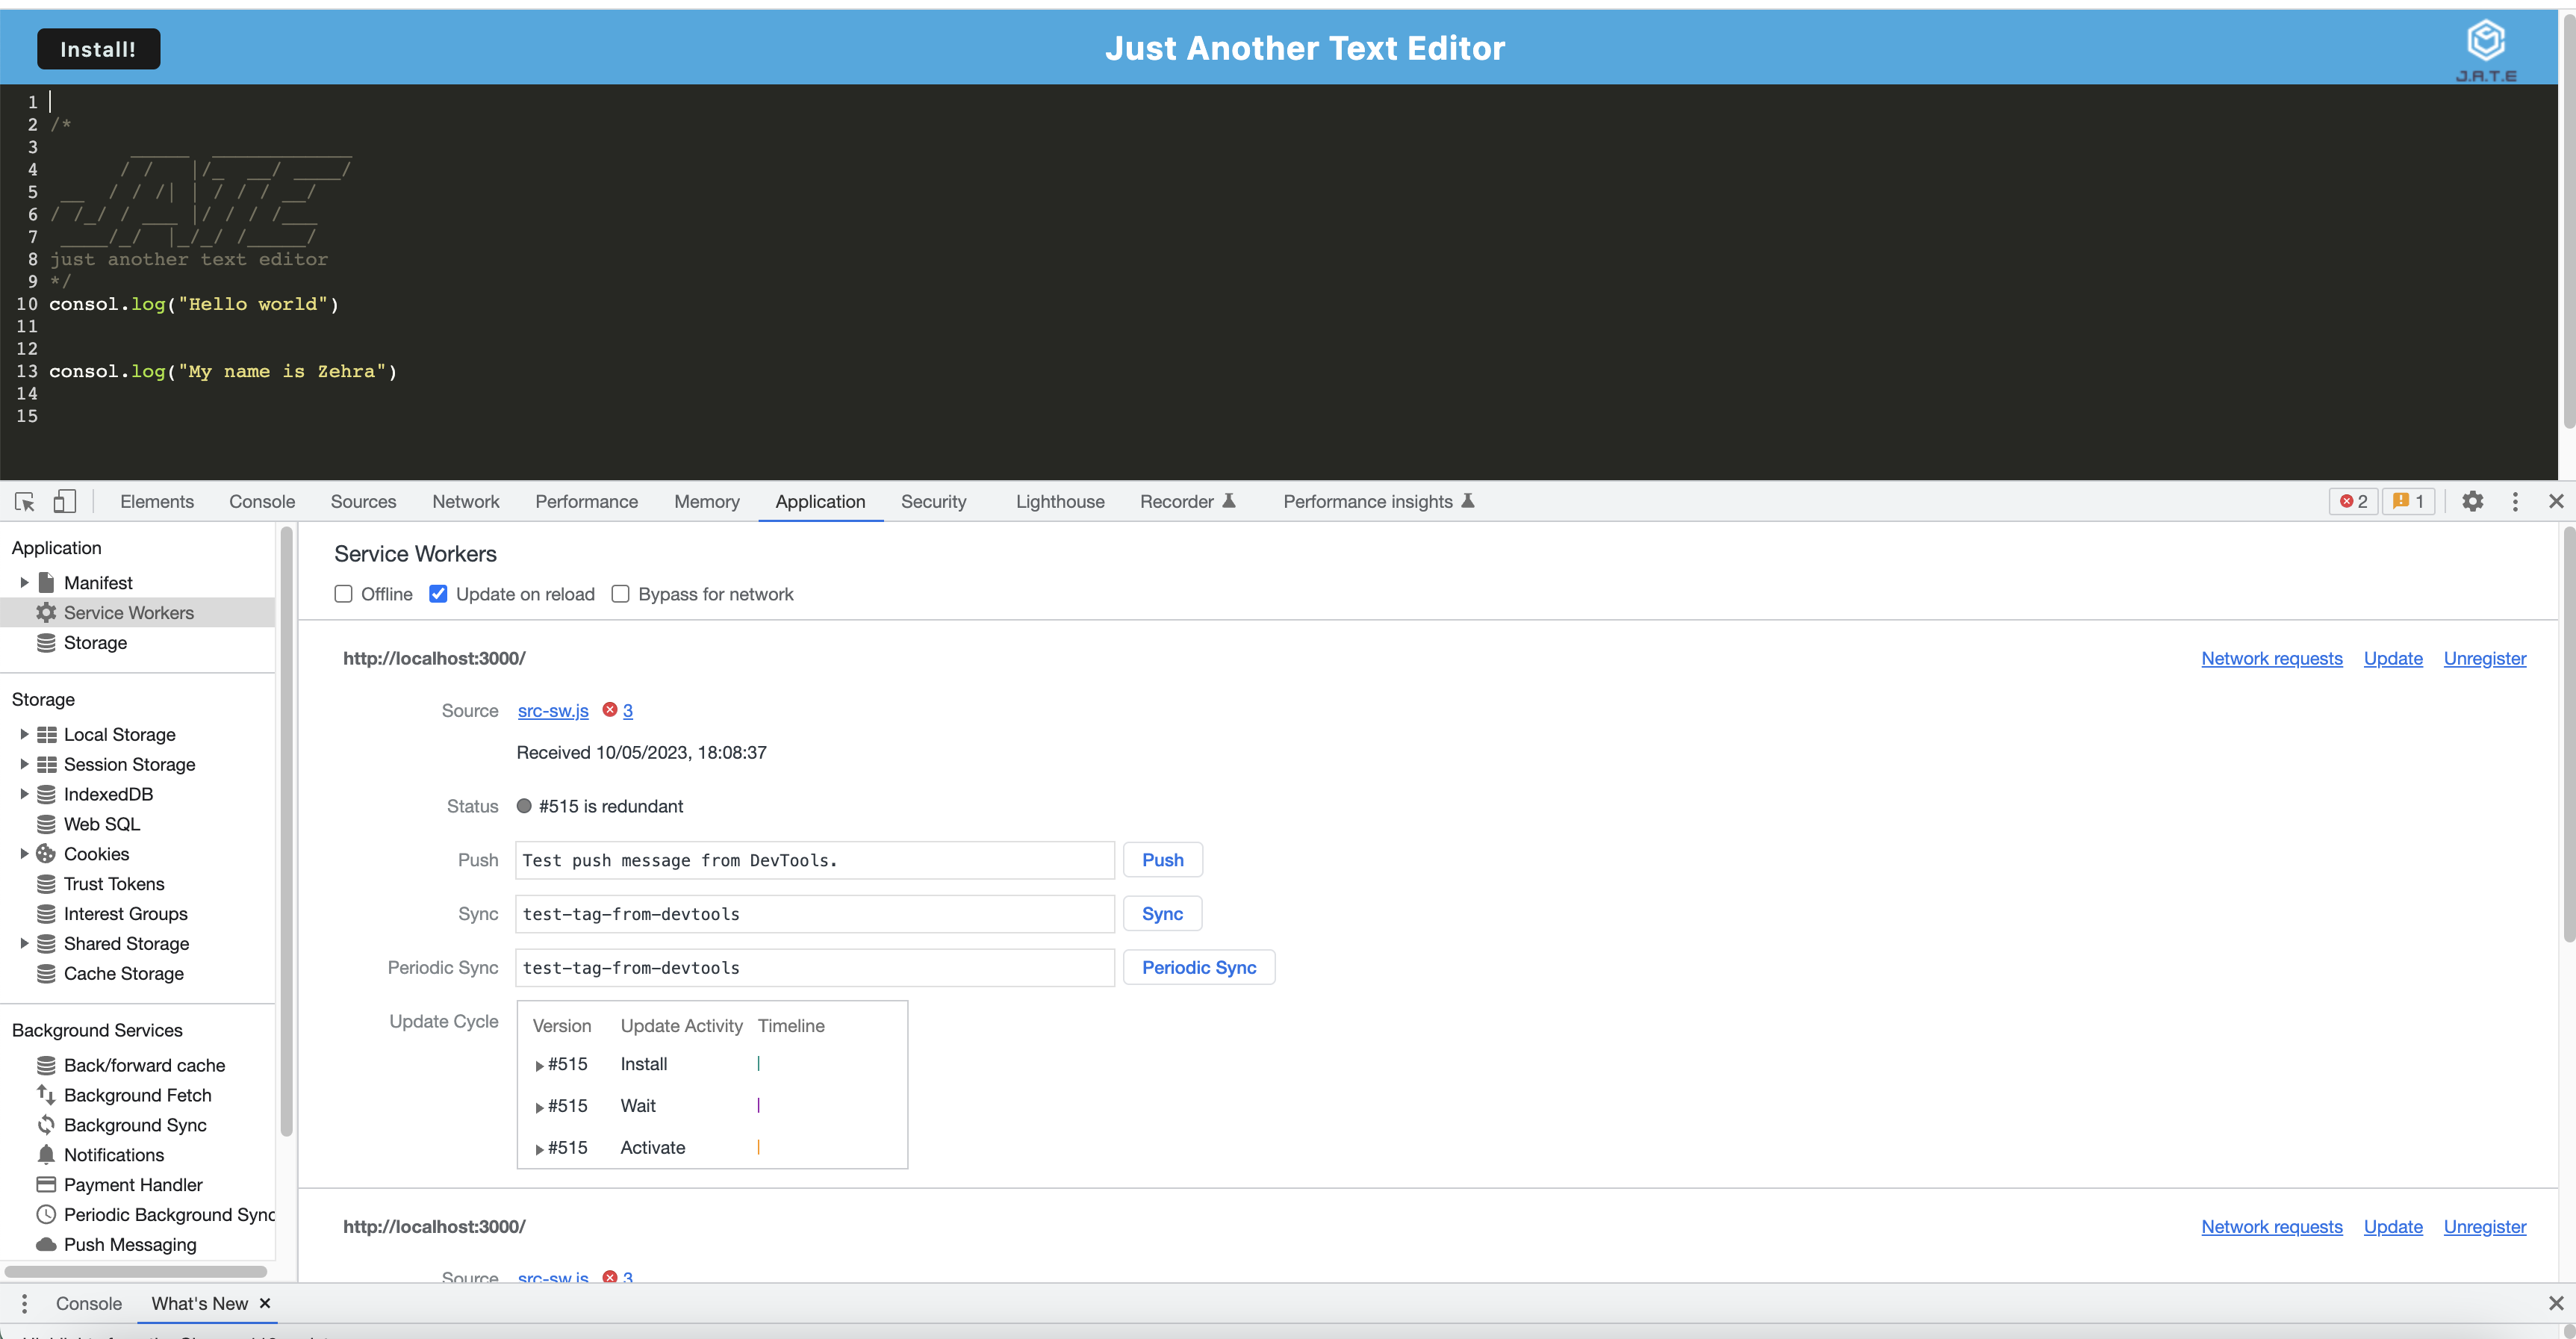 Install!
Just Another Text Editor
J.A.T.E
1
2 /*
3
4
5
6
7
8 just another text editor
9 */
10 consol.log("Hello world")
11
12
13 consol.log("My name is Zehra")
14
15
Elements Console Sources Network Performance Memory Application Security Lighthouse Recorder Performance insights 2 1
Application
Manifest
Service Workers
Storage
Storage
Local Storage
Session Storage
IndexedDB
Web SQL
Cookies
Trust Tokens
Interest Groups
Shared Storage
Cache Storage
Background Services
Back/forward cache
Background Fetch
Background Sync
Notifications
Payment Handler
Periodic Background Sync
Push Messaging
Service Workers
Offline Update on reload Bypass for network
http://localhost:3000/ Network requests Update Unregister
Source src-sw.js 3
Received 10/05/2023, 18:08:37
Status #515 is redundant
Push Test push message from DevTools. Push
Sync test-tag-from-devtools Sync
Periodic Sync test-tag-from-devtools Periodic Sync
Update Cycle Version Update Activity Timeline
#515 Install
#515 Wait
#515 Activate
http://localhost:3000/ Network requests Update Unregister
Source src-sw.js 3
Console What's New